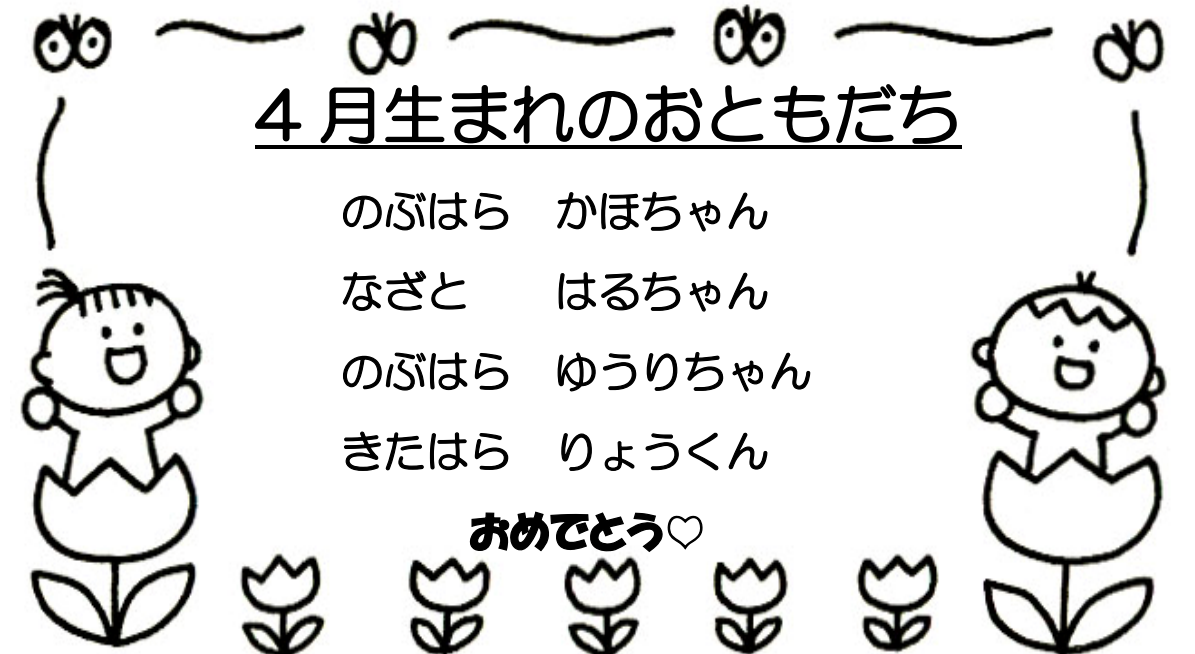 ４月生まれのおともだち
のぶはら　かほちゃん
なざと　　はるちゃん
のぶはら　ゆうりちゃん
きたはら　りょうくん
おめでとう♡